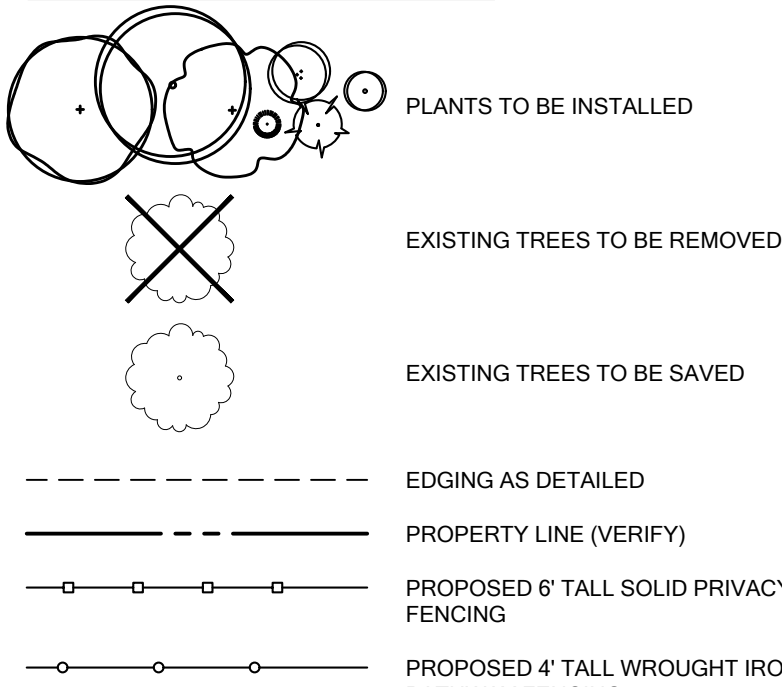 PLANTS TO BE INSTALLED
EXISTING TREES TO BE REMOVED
EXISTING TREES TO BE SAVED
EDGING AS DETAILED
PROPERTY LINE (VERIFY)
PROPOSED 6' TALL SOLID PRIVACY
FENCING
PROPOSED 4' TALL WROUGHT IRO